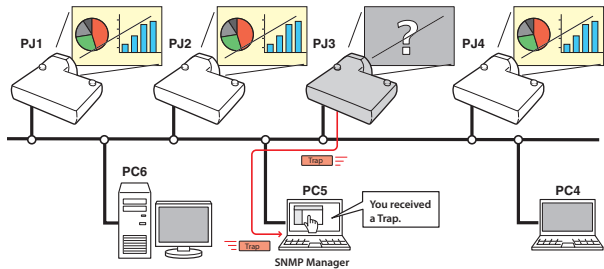 PJ1
PJ2
PJ3
PJ4
?
Trap
PC6
PC5
PC4
You received
a Trap.
Trap
SNMP Manager